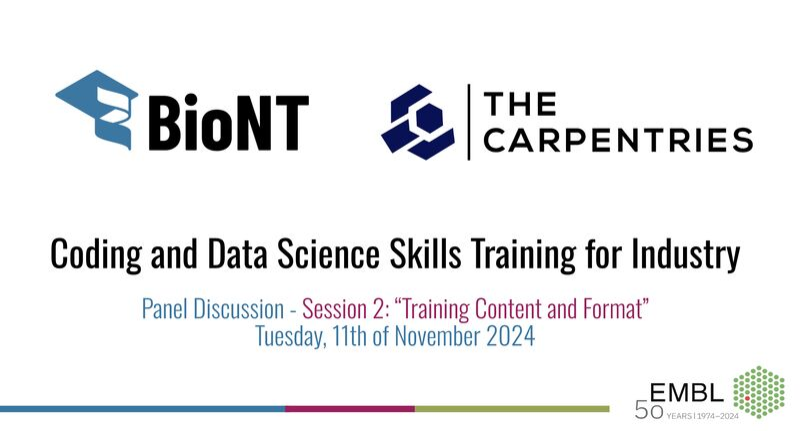 BioNT
THE
CARPENTRIES
Coding and Data Science Skills Training for Industry
Panel Discussion - Session 2: “Training Content and Format”
Tuesday, 11th of November 2024
EMBL
50 YEARS | 1974–2024